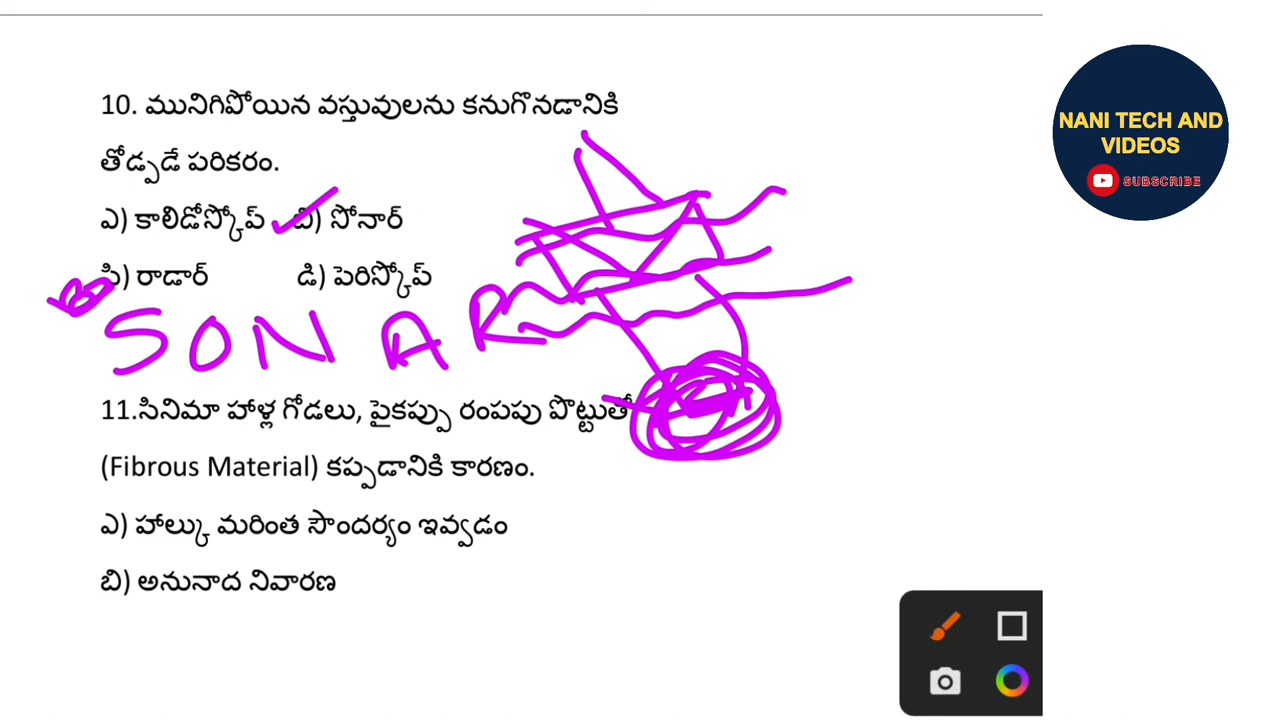 10. మునిగిపోయిన వస్తువులను కనుగొనడానికి
తోడ్పడే పరికరం.
ఎ) కాలిడోస్కోప్ బి) సోనార్
సి) రాడార్ డి) పెరిస్కోప్
SONAR
11.సినిమా హాళ్ల గోడలు, పైకప్పు రంపపు పొట్టుతో
(Fibrous Material) కప్పడానికి కారణం.
ఎ) హాల్కు మరింత సౌందర్యం ఇవ్వడం
బి) అనునాద నివారణ
NANI TECH AND
VIDEOS
SUBSCRIBE